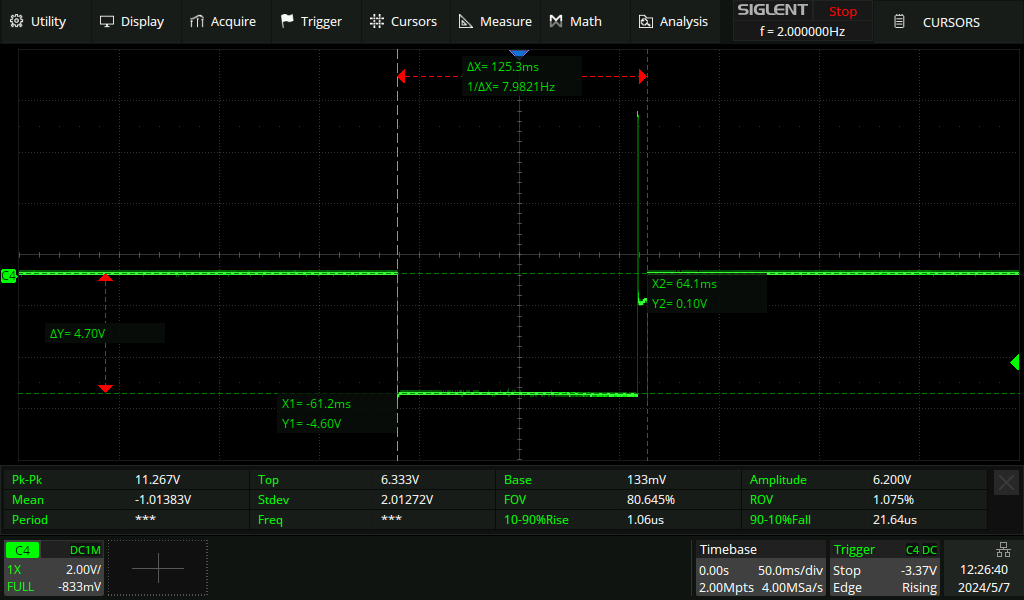 Utility Display Acquire Trigger Cursors Measure Math Analysis SIGLENT Stop CURSORS
f = 2.000000Hz
ΔX= 125.3ms
1/ΔX= 7.9821Hz
C4
X2= 64.1ms
Y2= 0.10V
ΔY= 4.70V
X1= -61.2ms
Y1= -4.60V
Pk-Pk 11.267V Top 6.333V Base 133mV Amplitude 6.200V
Mean -1.01383V Stdev 2.01272V FOV 80.645% ROV 1.075%
Period *** Freq *** 10-90%Rise 1.06us 90-10%Fall 21.64us
C4 DC1M Timebase Trigger C4 DC
1X 2.00V/ 0.00s 50.0ms/div Stop -3.37V 12:26:40
FULL -833mV 2.00Mpts 4.00MSa/s Edge Rising 2024/5/7